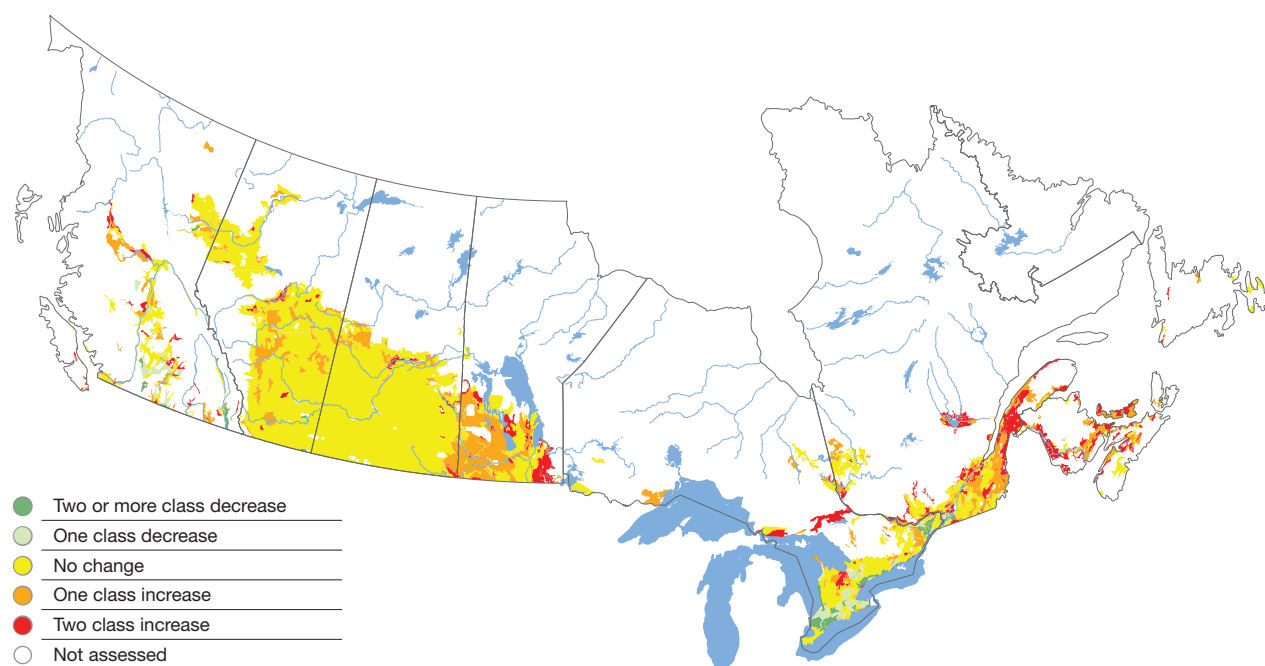 Two or more class decrease
One class decrease
No change
One class increase
Two class increase
Not assessed